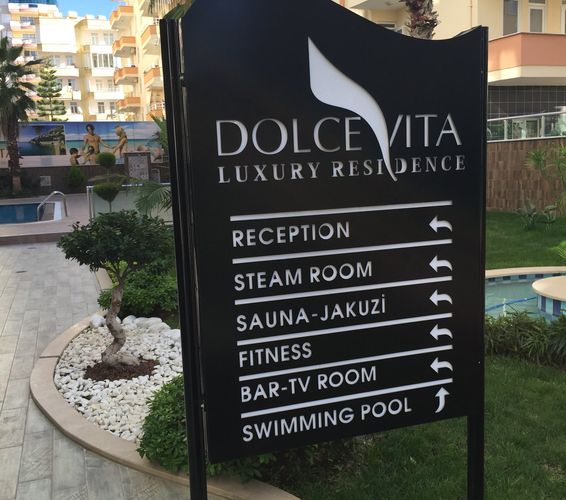 DOLCE VITA
LUXURY RESIDENCE
RECEPTION
STEAM ROOM
SAUNA-JAKUZİ
FITNESS
BAR-TV ROOM
SWIMMING POOL